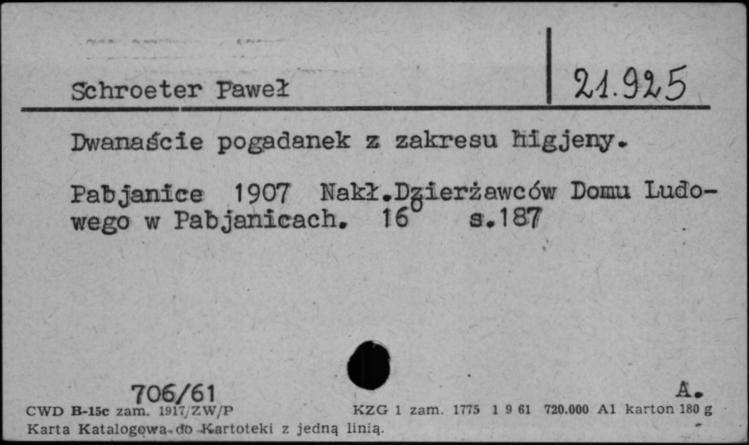 Schroeter Paweł 21.925
Dwanaście pogadanek z zakresu higjeny.
Pabjanice 1907 Nakł.Dzierżawców Domu Ludo-
wego w Pabjanicach. 16⁰ s.187
706/61 A.
CWD B-15c zam. 1917/ZW/P KZG 1 zam. 1775 1 9 61 720.000 A1 karton 180 g
Karta Katalogowa do Kartoteki z jedną linią.